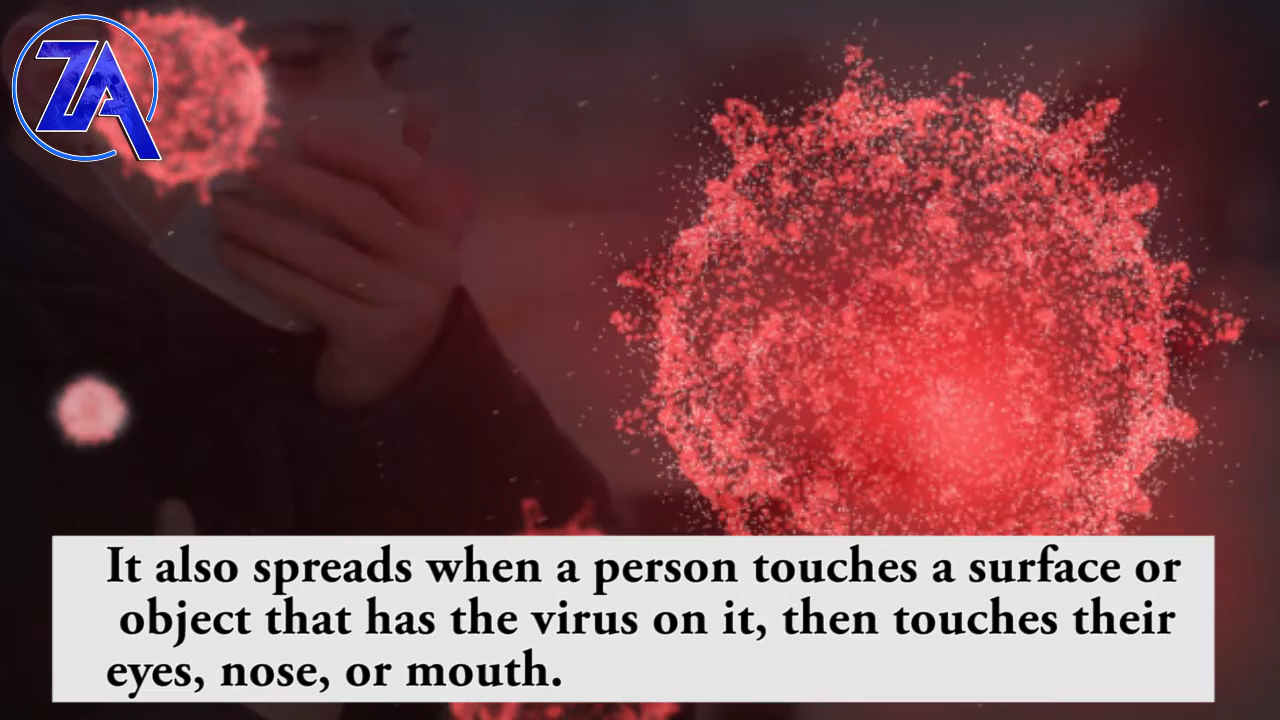 ZA
It also spreads when a person touches a surface or
object that has the virus on it, then touches their
eyes, nose, or mouth.